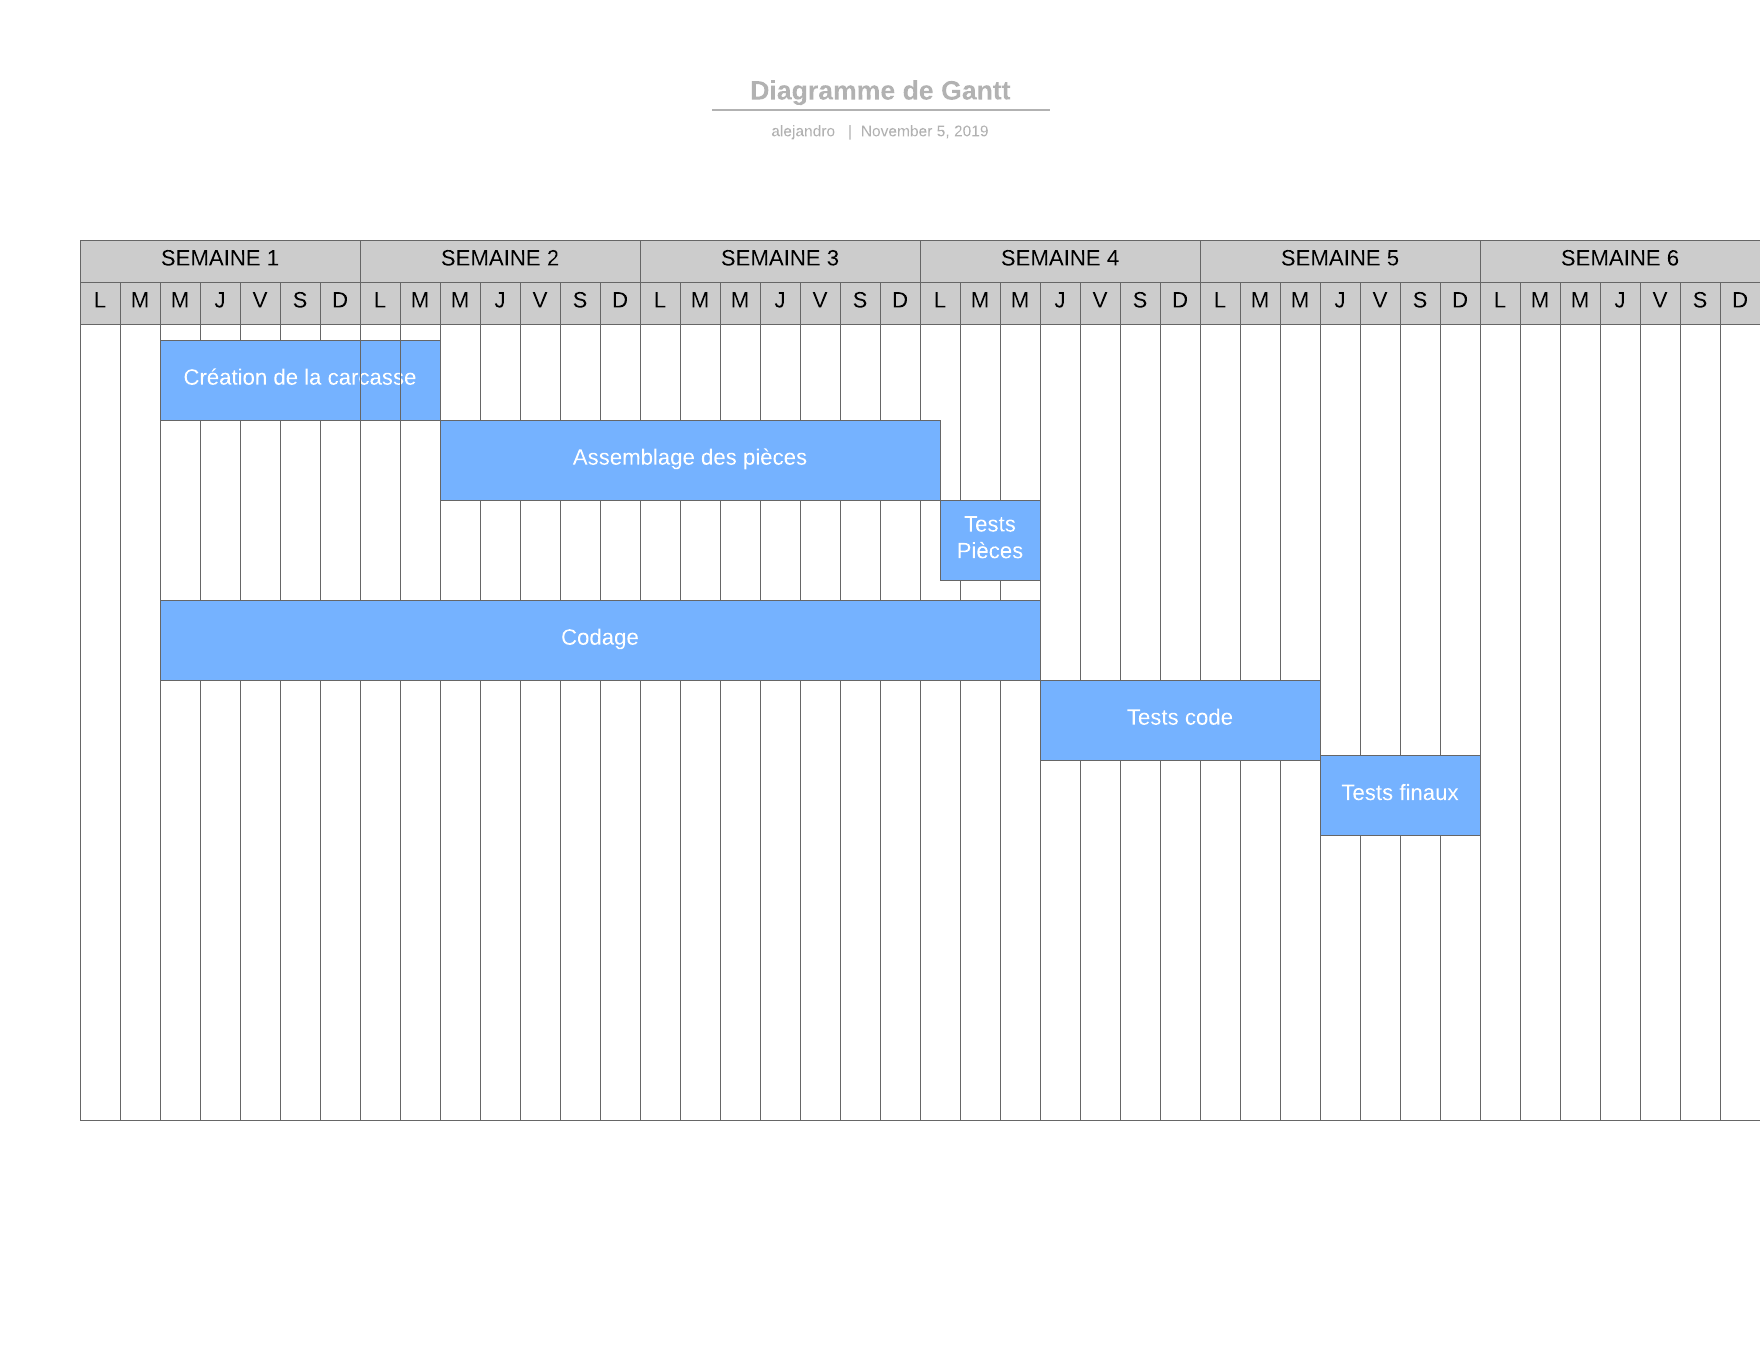 Diagramme de Gantt
alejandro | November 5, 2019
SEMAINE 1 SEMAINE 2 SEMAINE 3 SEMAINE 4 SEMAINE 5 SEMAINE 6
L M M J V S D L M M J V S D L M M J V S D L M M J V S D L M M J V S D L M M J V S D
Création de la carcasse
Assemblage des pièces
Tests
Pièces
Codage
Tests code
Tests finaux